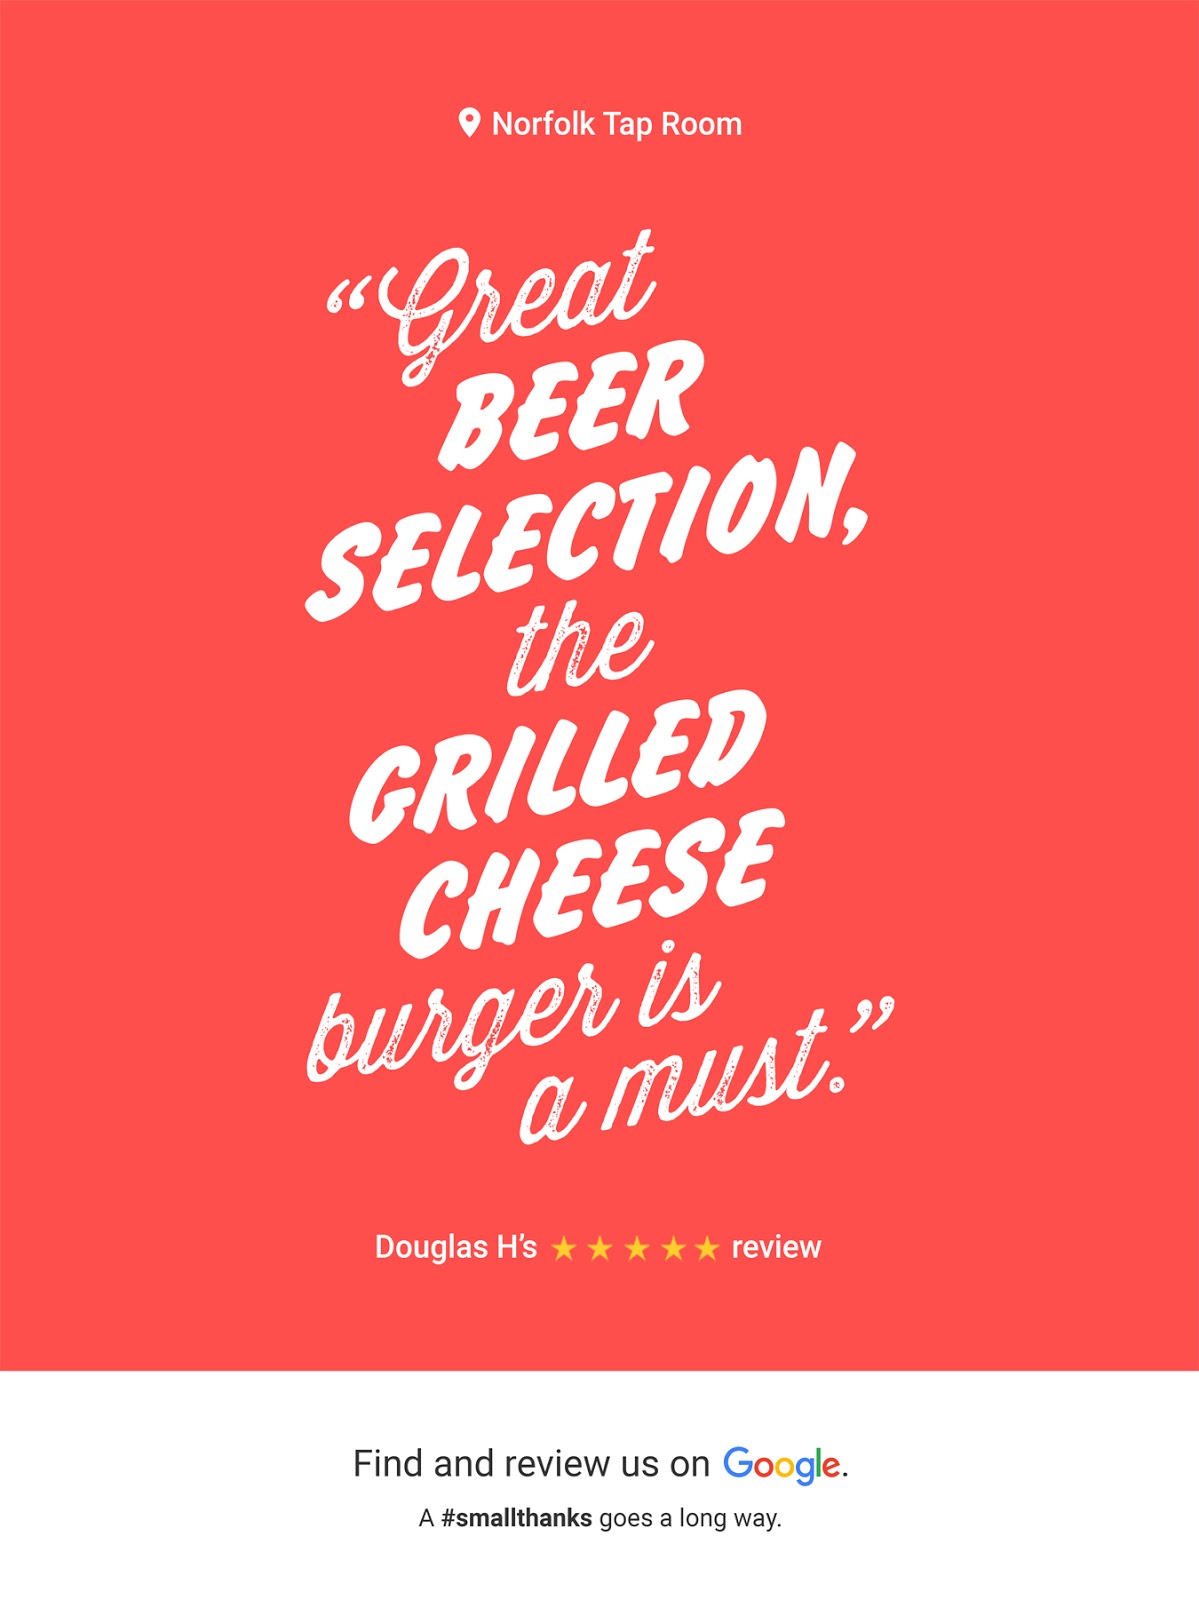 Norfolk Tap Room
“Great
BEER
SELECTION,
the
GRILLED
CHEESE
burger is
a must.”
Douglas H’s ★★★★★ review
Find and review us on Google.
A #smallthanks goes a long way.